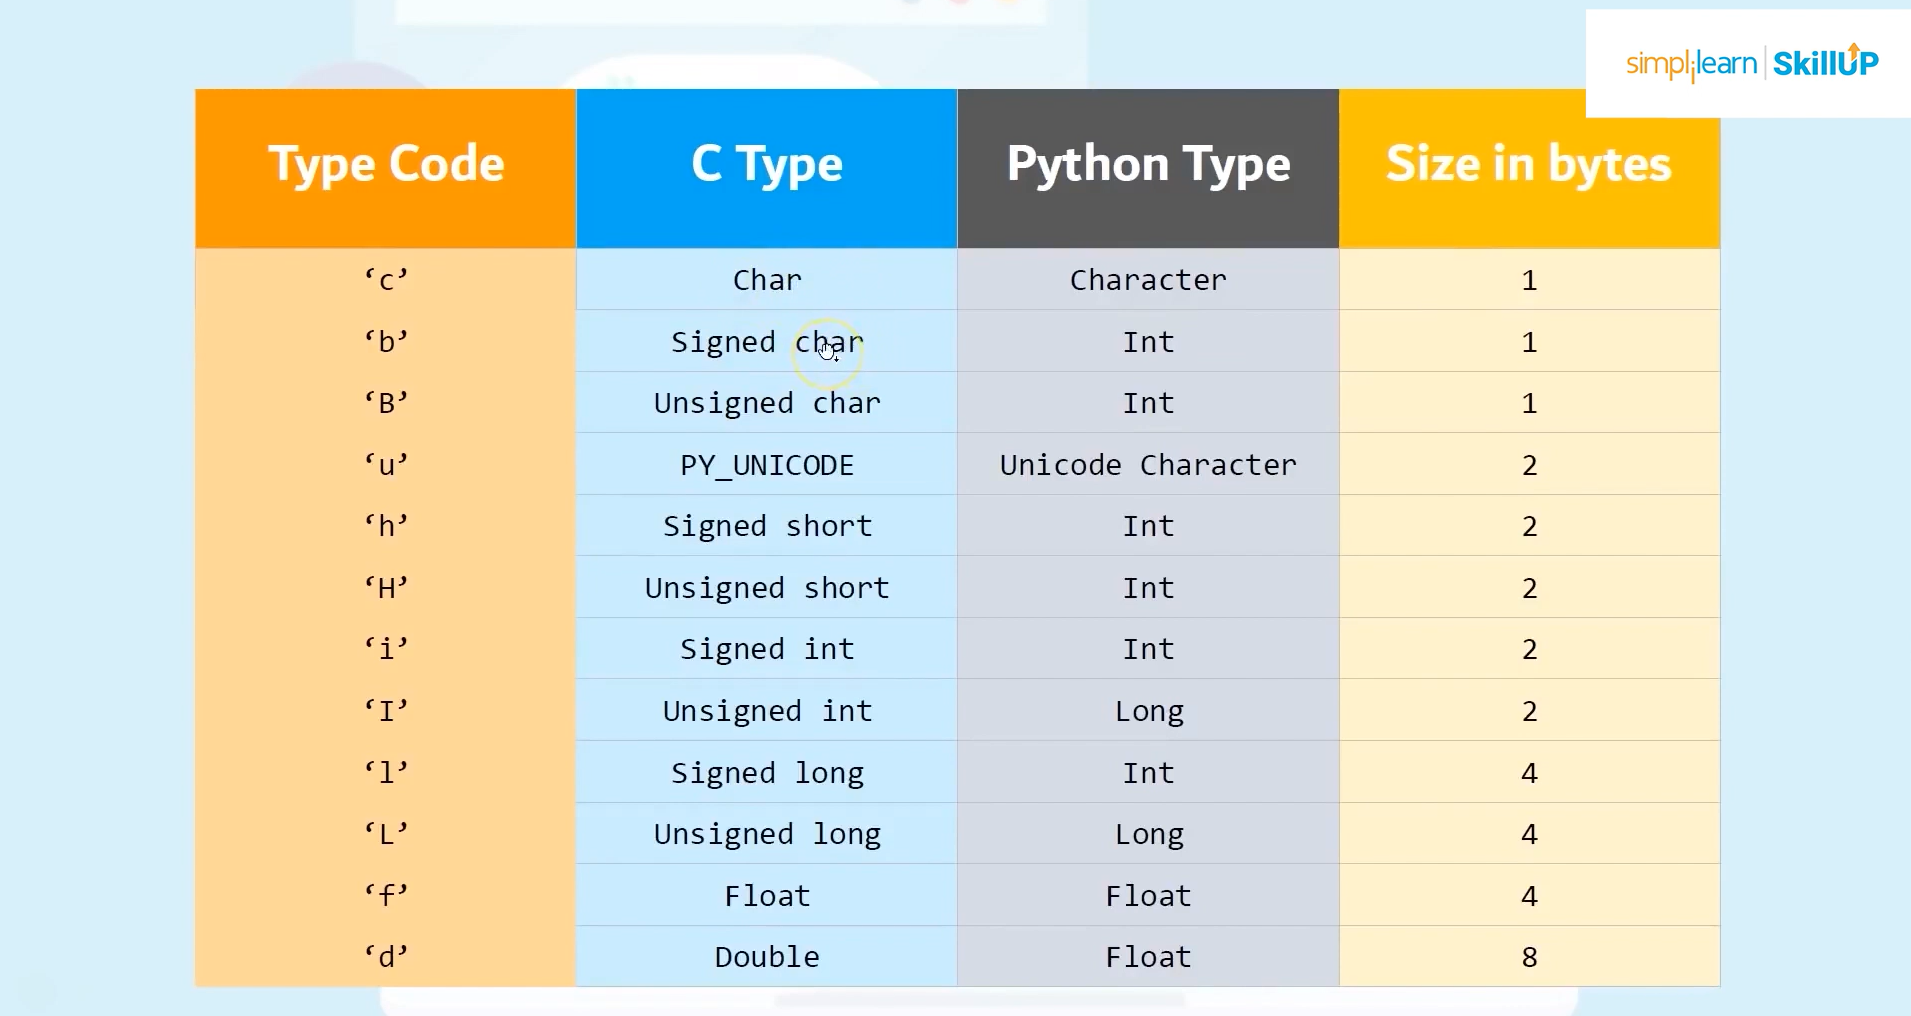 simplilearn | SkillUP
Type Code C Type Python Type Size in bytes
‘c’ Char Character 1
‘b’ Signed char Int 1
‘B’ Unsigned char Int 1
‘u’ PY_UNICODE Unicode Character 2
‘h’ Signed short Int 2
‘H’ Unsigned short Int 2
‘i’ Signed int Int 2
‘I’ Unsigned int Long 2
‘l’ Signed long Int 4
‘L’ Unsigned long Long 4
‘f’ Float Float 4
‘d’ Double Float 8